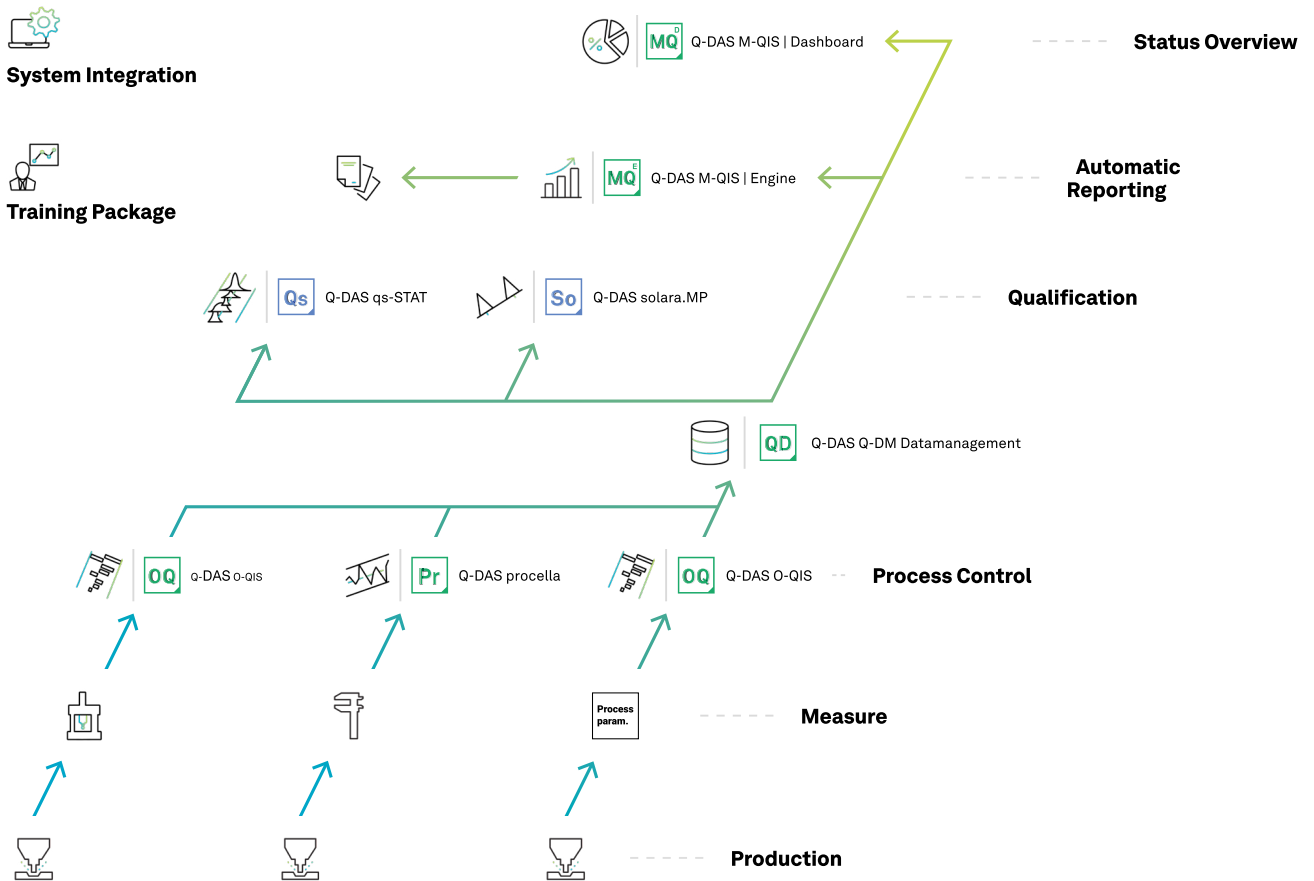 D
MQ
Q-DAS M-QIS | Dashboard
Status Overview
System Integration
E
MQ
Q-DAS M-QIS | Engine
Automatic
Reporting
Training Package
Qs
Q-DAS qs-STAT
So
Q-DAS solara.MP
Qualification
QD
Q-DAS Q-DM Datamanagement
OQ
Q-DAS O-QIS
Pr
Q-DAS procella
OQ
Q-DAS O-QIS
Process Control
Process
param.
Measure
Production